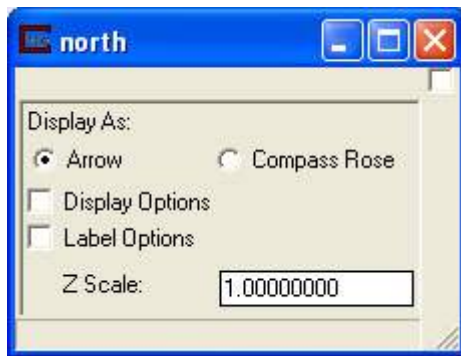 north
Display As:
Arrow Compass Rose
Display Options
Label Options
Z Scale: 1.00000000